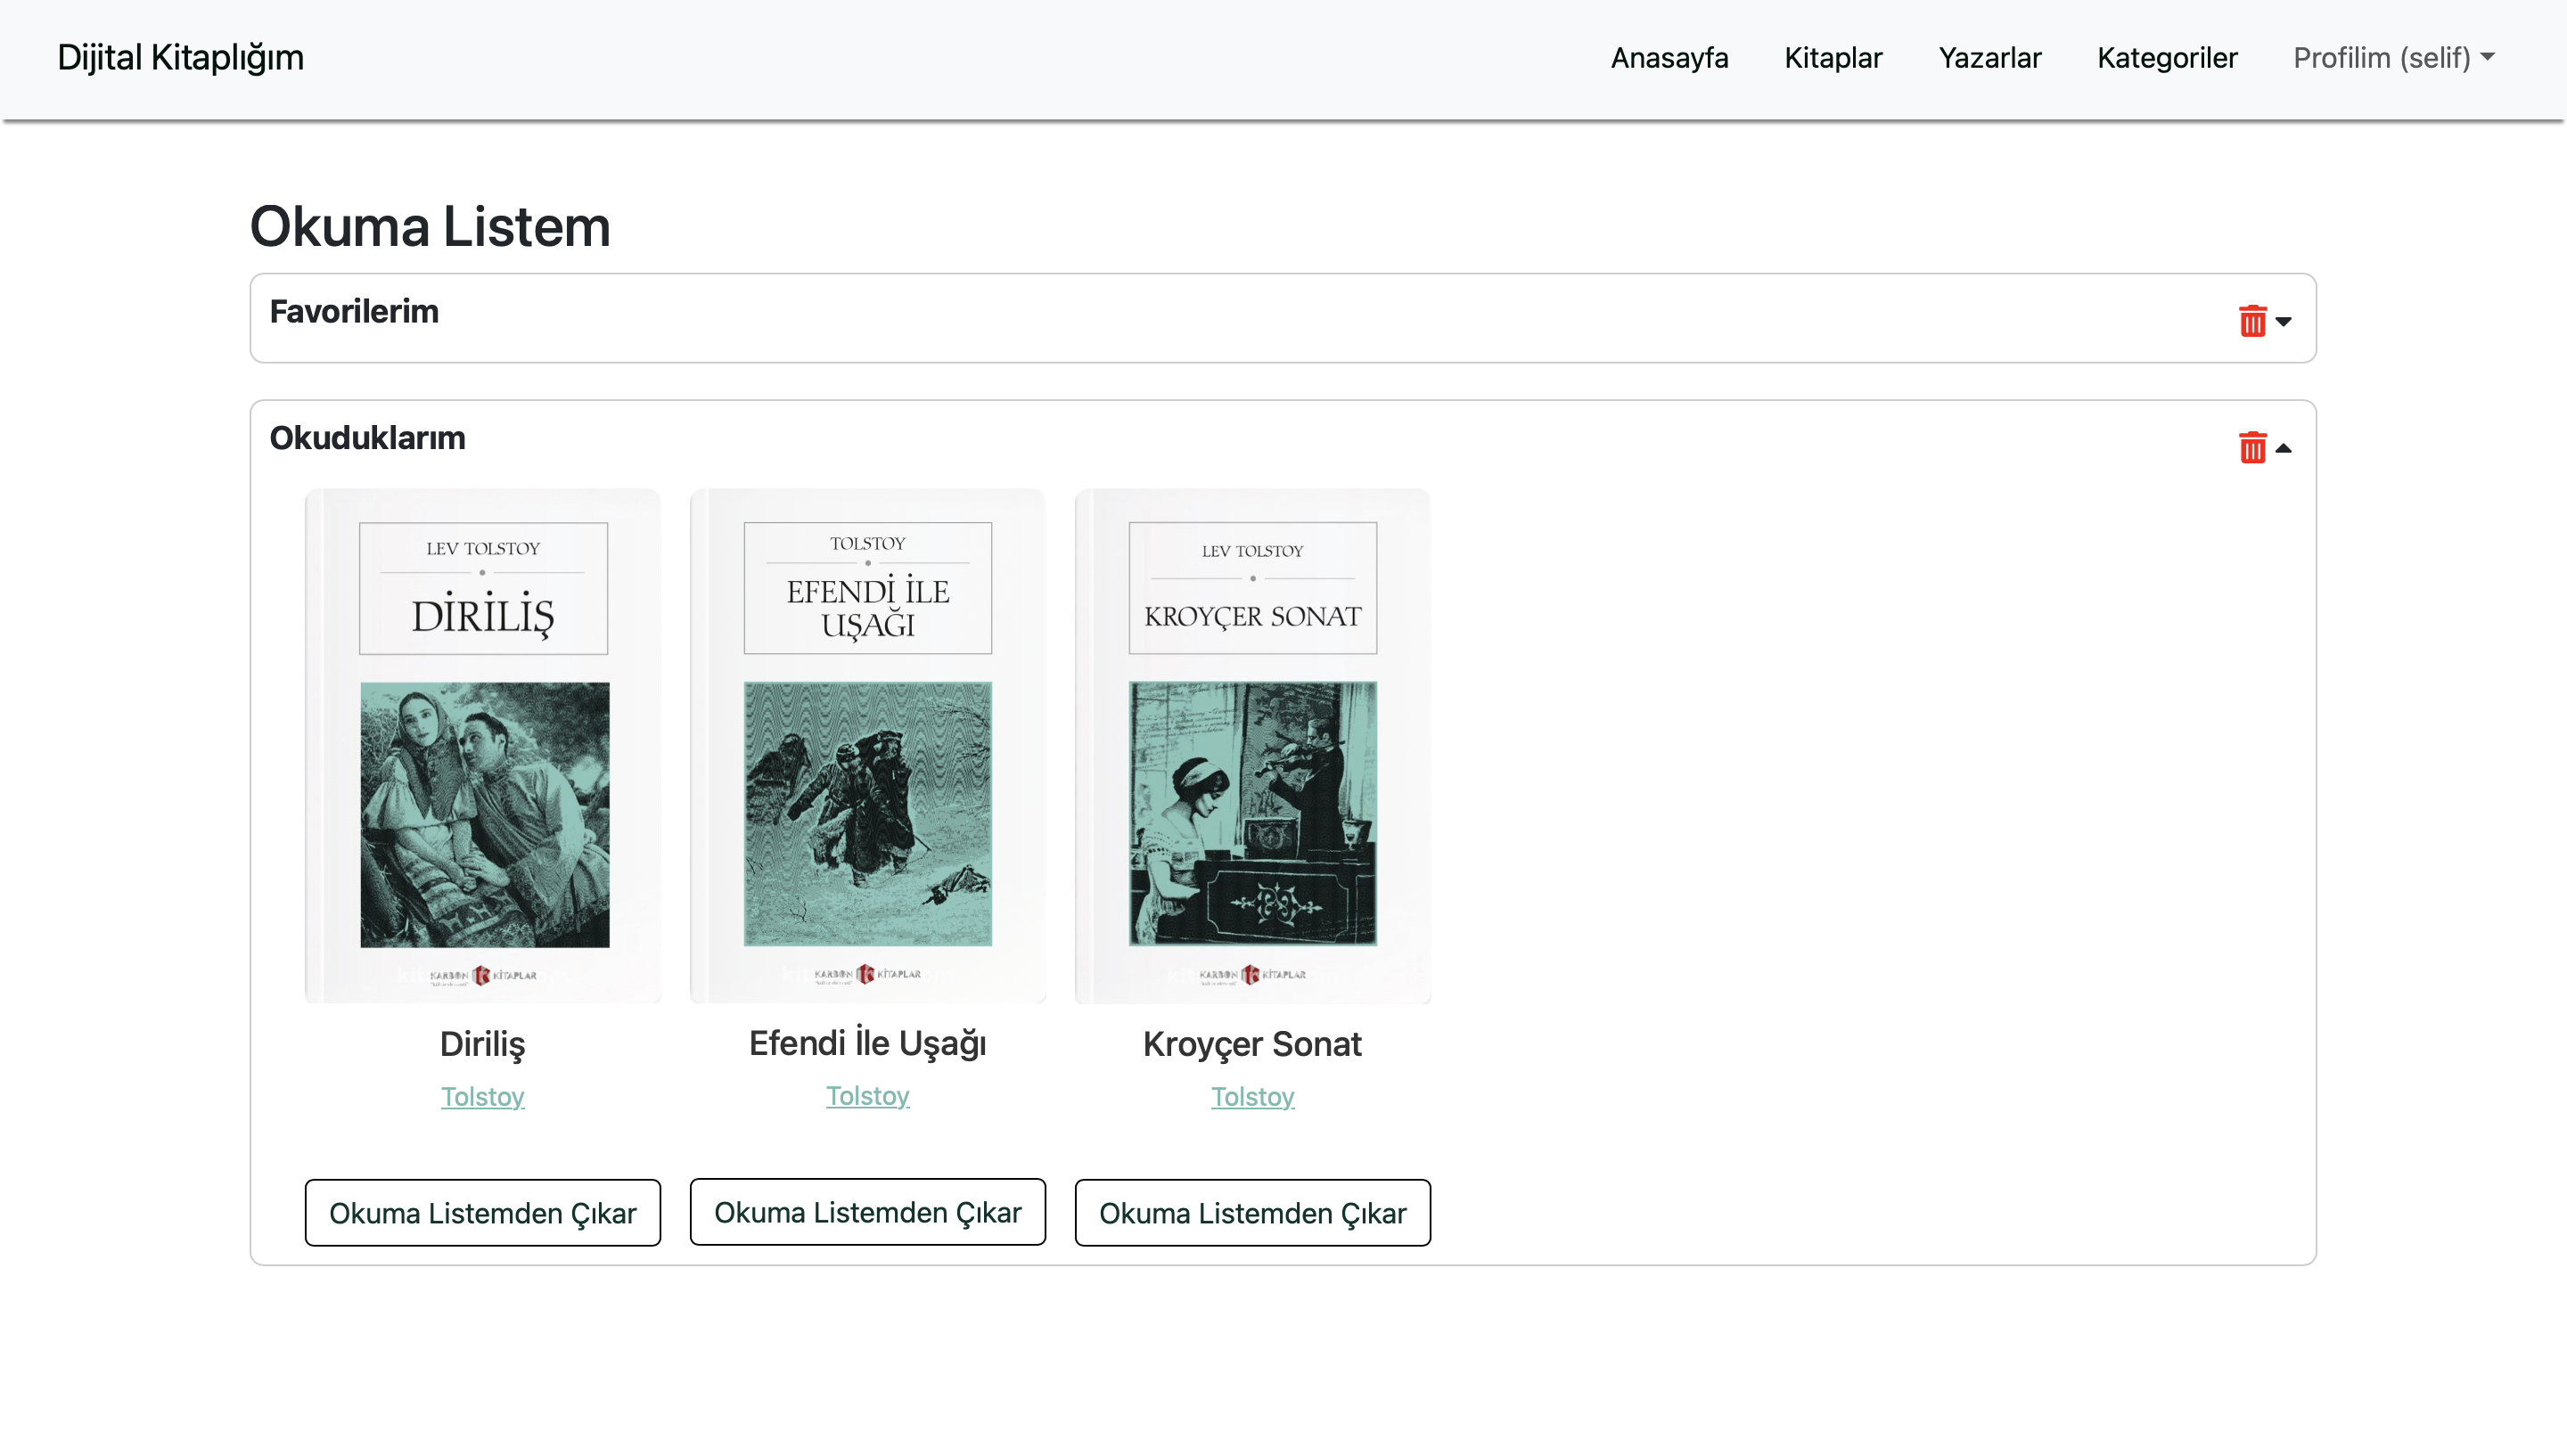 Dijital Kitaplığım
Anasayfa Kitaplar Yazarlar Kategoriler Profilim (selif)
Okuma Listem
Favorilerim
Okuduklarım
LEV TOLSTOY
DİRİLİŞ
KARBON KİTAPLAR
TOLSTOY
EFENDİ İLE
UŞAĞI
KARBON KİTAPLAR
LEV TOLSTOY
KROYÇER SONAT
KARBON KİTAPLAR
Diriliş
Tolstoy
Okuma Listemden Çıkar
Efendi İle Uşağı
Tolstoy
Okuma Listemden Çıkar
Kroyçer Sonat
Tolstoy
Okuma Listemden Çıkar